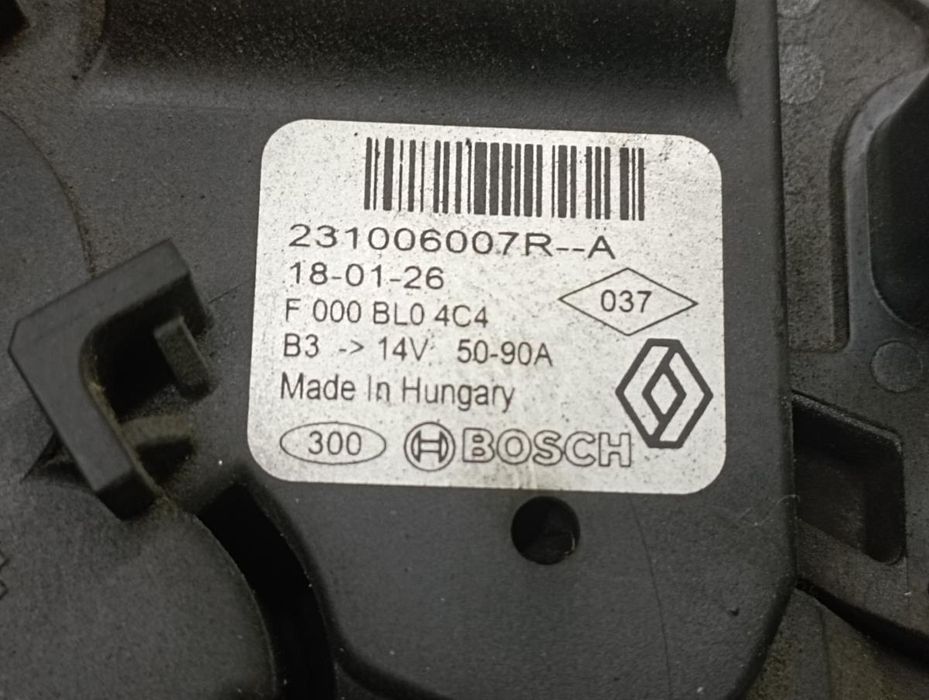 231006007R--A
18-01-26
F 000 BL0 4C4
037
B3 -> 14V 50-90A
Made In Hungary
300
BOSCH